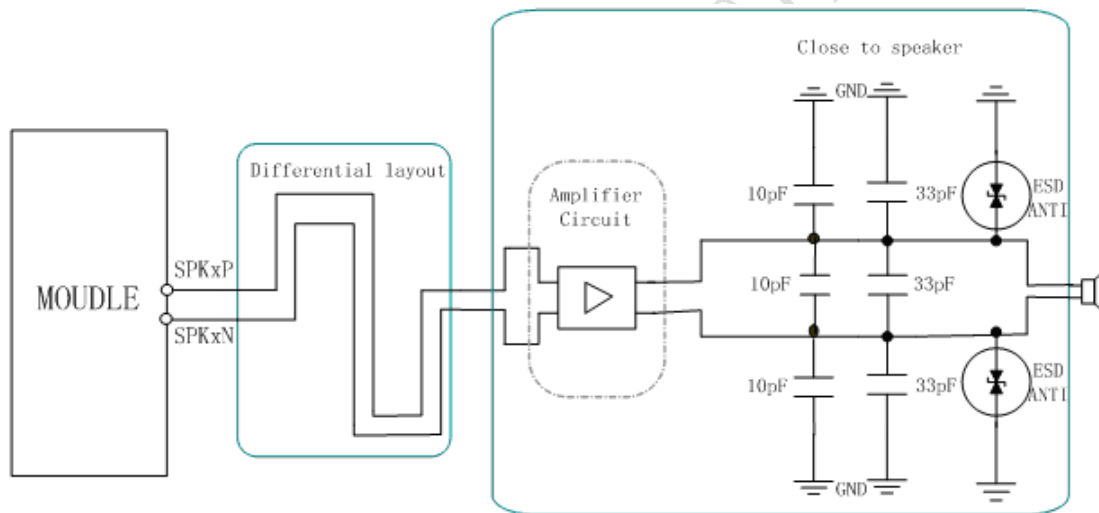 Close to speaker
GND
Differential layout
Amplifier
Circuit
10pF
33pF
ESD
ANTI
SPKxP
MOUDLE
10pF
33pF
SPKxN
10pF
33pF
ESD
ANTI
GND